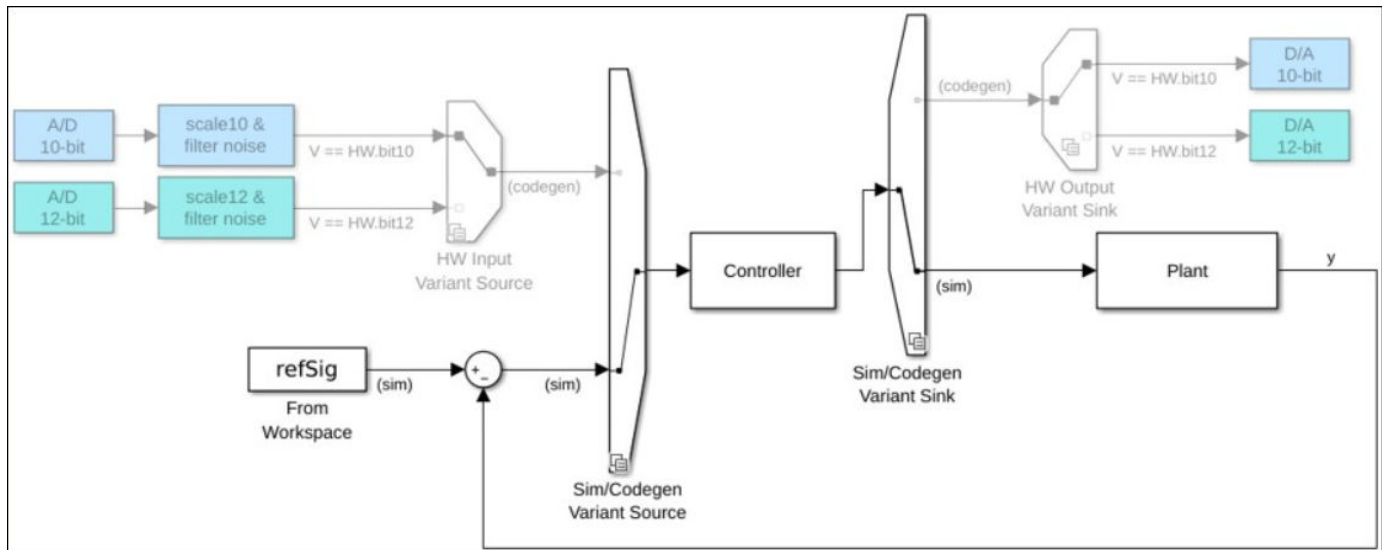 A/D
10-bit
scale10 &
filter noise
V == HW.bit10
A/D
12-bit
scale12 &
filter noise
V == HW.bit12
HW Input
Variant Source
(codegen)
refSig
From
Workspace
(sim)
+
−
(sim)
Sim/Codegen
Variant Source
Controller
Sim/Codegen
Variant Sink
(codegen)
HW Output
Variant Sink
V == HW.bit10
D/A
10-bit
V == HW.bit12
D/A
12-bit
(sim)
Plant
y